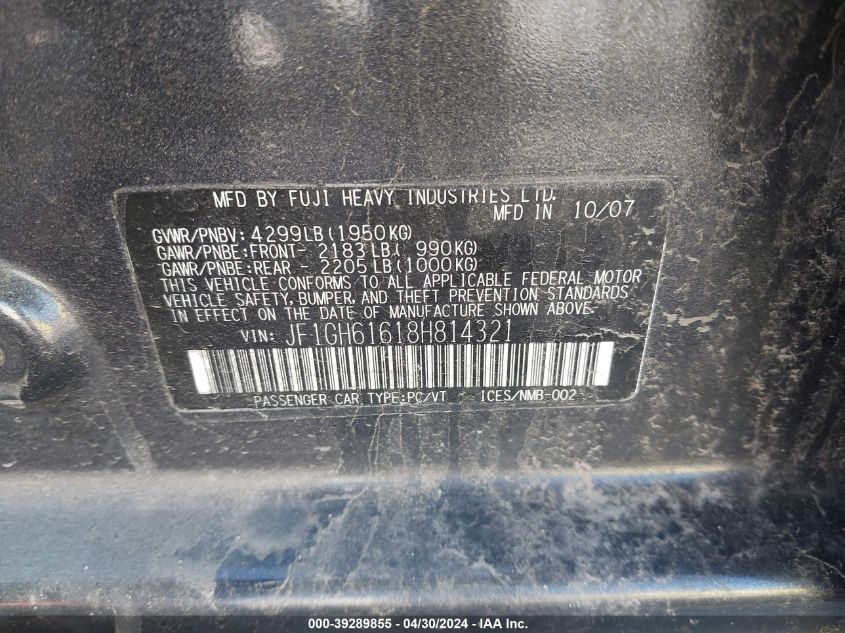 MFD BY FUJI HEAVY INDUSTRIES LTD.
MFD IN 10/07
GVWR/PNBV: 4299LB(1950KG)
GAWR/PNBE:FRONT- 2183LB( 990KG)
GAWR/PNBE:REAR - 2205LB(1000KG)
THIS VEHICLE CONFORMS TO ALL APPLICABLE FEDERAL MOTOR
VEHICLE SAFETY, BUMPER, AND THEFT PREVENTION STANDARDS
IN EFFECT ON THE DATE OF MANUFACTURE SHOWN ABOVE.
VIN: JF1GH61618H814321
PASSENGER CAR TYPE:PC/VT ICES/NMB-002
000-39289855 - 04/30/2024 - IAA Inc.